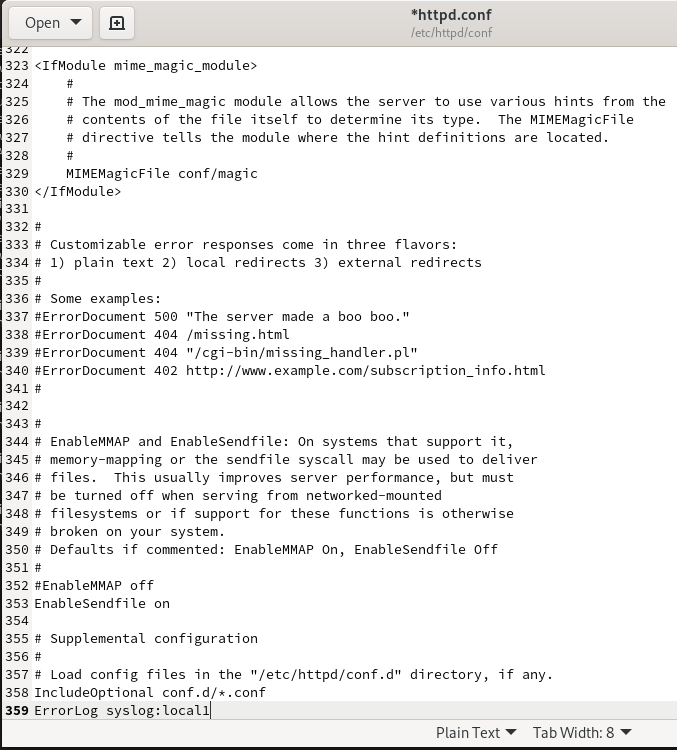 Open
*httpd.conf
/etc/httpd/conf
322
323 <IfModule mime_magic_module>
324     #
325     # The mod_mime_magic module allows the server to use various hints from the
326     # contents of the file itself to determine its type.  The MIMEMagicFile
327     # directive tells the module where the hint definitions are located.
328     #
329     MIMEMagicFile conf/magic
330 </IfModule>
331
332 #
333 # Customizable error responses come in three flavors:
334 # 1) plain text 2) local redirects 3) external redirects
335 #
336 # Some examples:
337 #ErrorDocument 500 "The server made a boo boo."
338 #ErrorDocument 404 /missing.html
339 #ErrorDocument 404 "/cgi-bin/missing_handler.pl"
340 #ErrorDocument 402 http://www.example.com/subscription_info.html
341 #
342
343 #
344 # EnableMMAP and EnableSendfile: On systems that support it,
345 # memory-mapping or the sendfile syscall may be used to deliver
346 # files.  This usually improves server performance, but must
347 # be turned off when serving from networked-mounted
348 # filesystems or if support for these functions is otherwise
349 # broken on your system.
350 # Defaults if commented: EnableMMAP On, EnableSendfile Off
351 #
352 #EnableMMAP off
353 EnableSendfile on
354
355 # Supplemental configuration
356 #
357 # Load config files in the "/etc/httpd/conf.d" directory, if any.
358 IncludeOptional conf.d/*.conf
359 ErrorLog syslog:local1
Plain Text Tab Width: 8